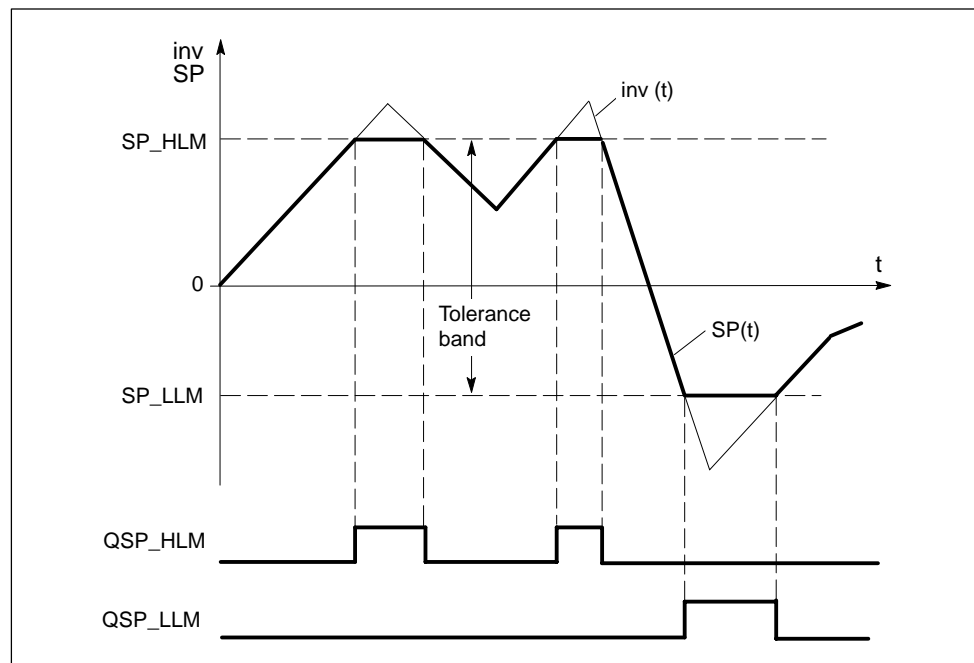 inv
SP
inv (t)
SP_HLM
t
0
Tolerance
band
SP(t)
SP_LLM
QSP_HLM
QSP_LLM